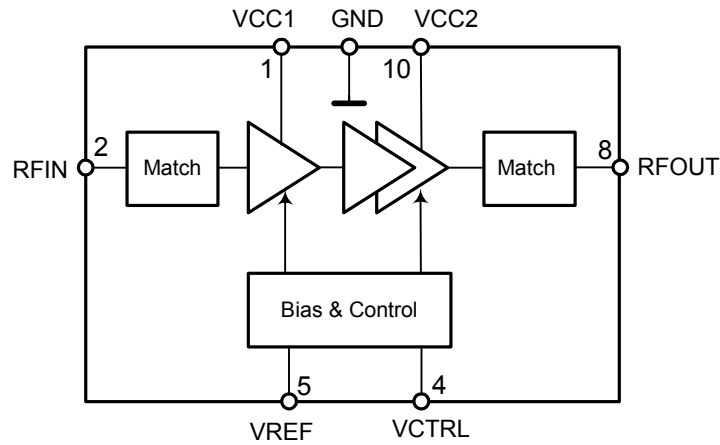 VCC1 GND VCC2
1 10
2 8
RFIN Match Match RFOUT
Bias & Control
5 4
VREF VCTRL